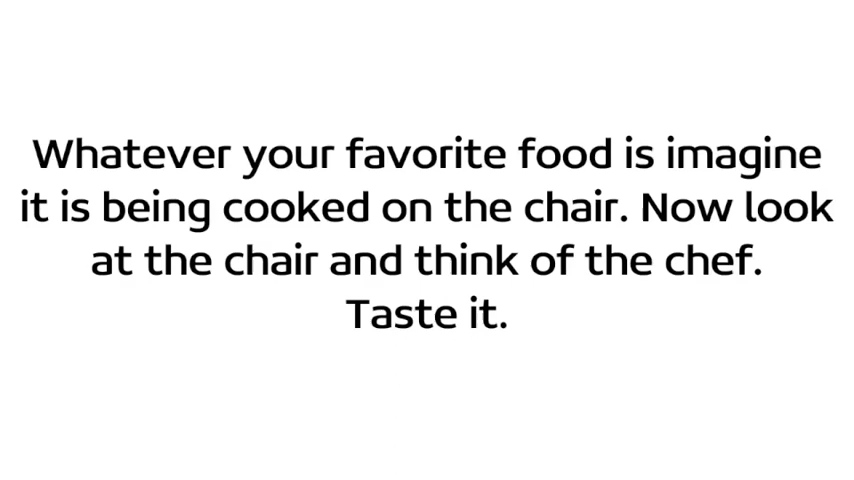 Whatever your favorite food is imagine
it is being cooked on the chair. Now look
at the chair and think of the chef.
Taste it.